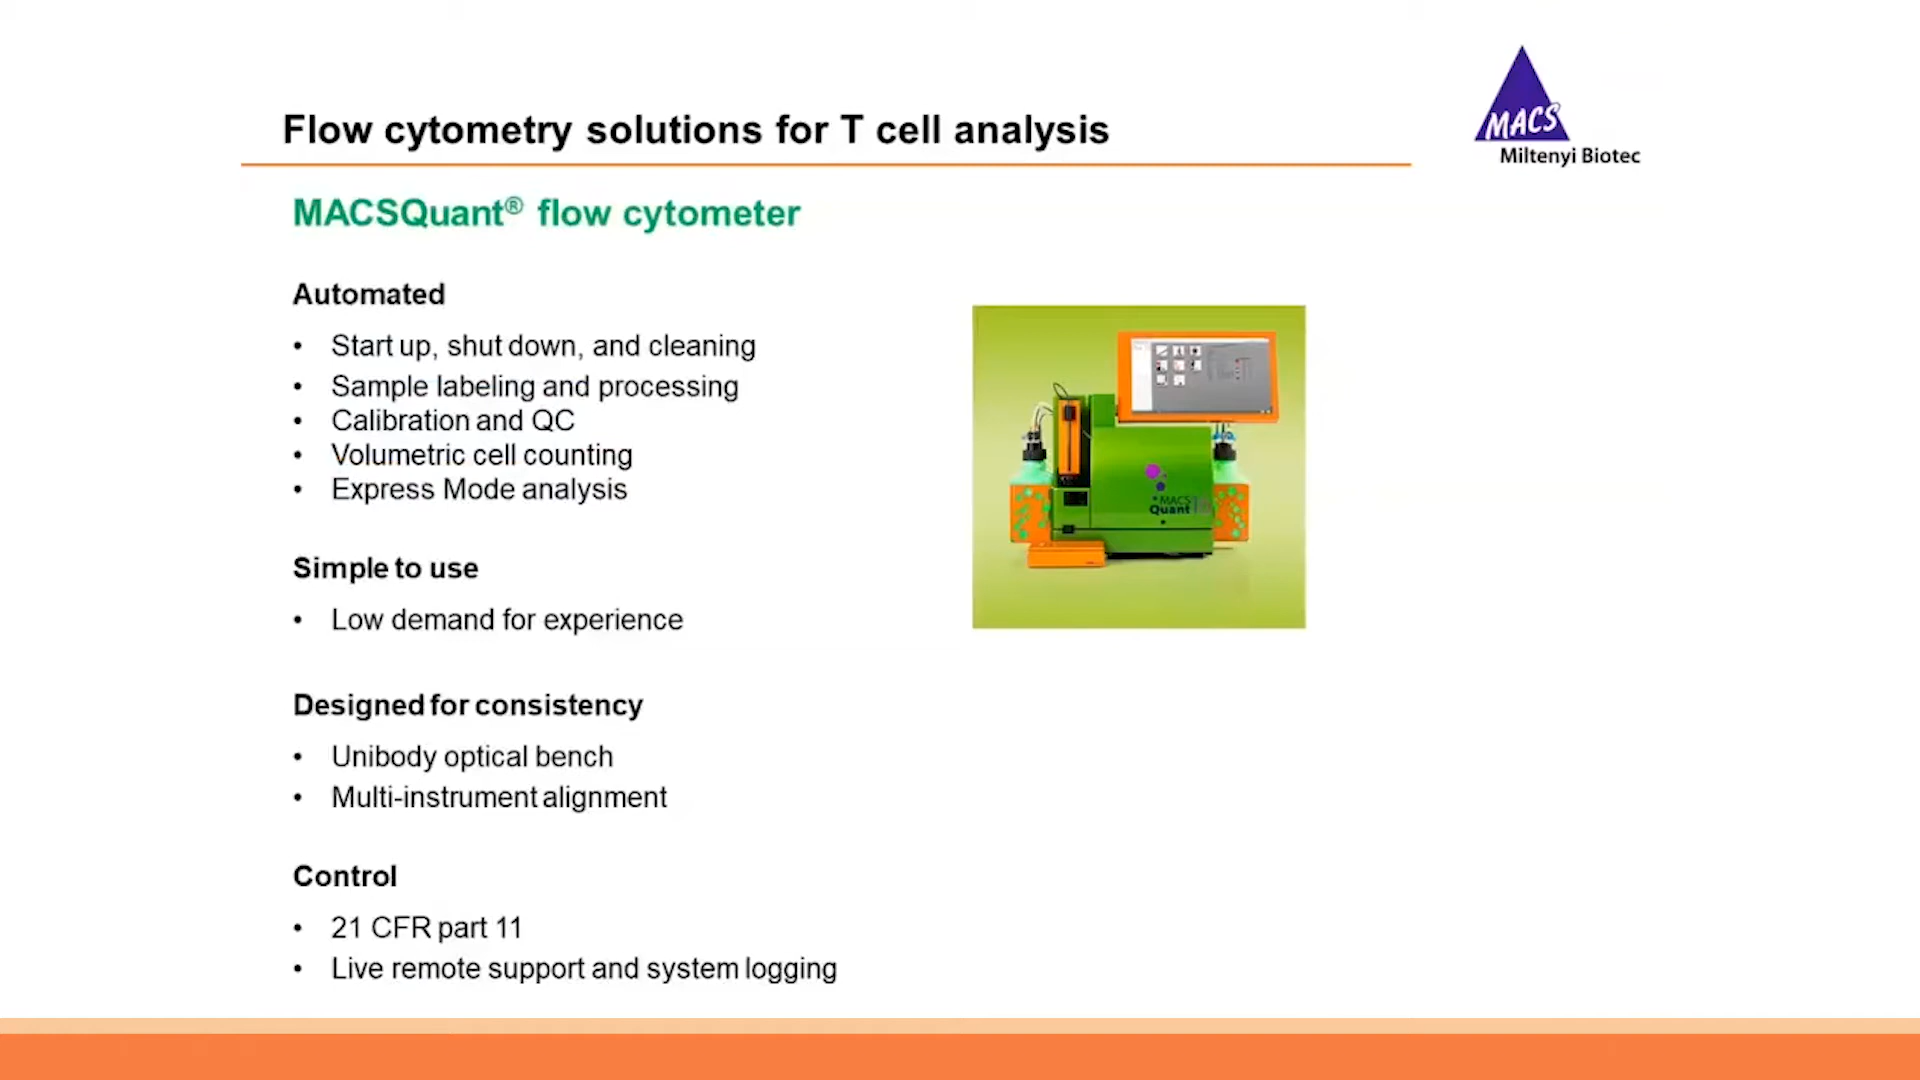 Flow cytometry solutions for T cell analysis
MACS
Miltenyi Biotec
MACSQuant® flow cytometer
Automated
• Start up, shut down, and cleaning
• Sample labeling and processing
• Calibration and QC
• Volumetric cell counting
• Express Mode analysis
Simple to use
• Low demand for experience
Designed for consistency
• Unibody optical bench
• Multi-instrument alignment
Control
• 21 CFR part 11
• Live remote support and system logging
MACS
Quant